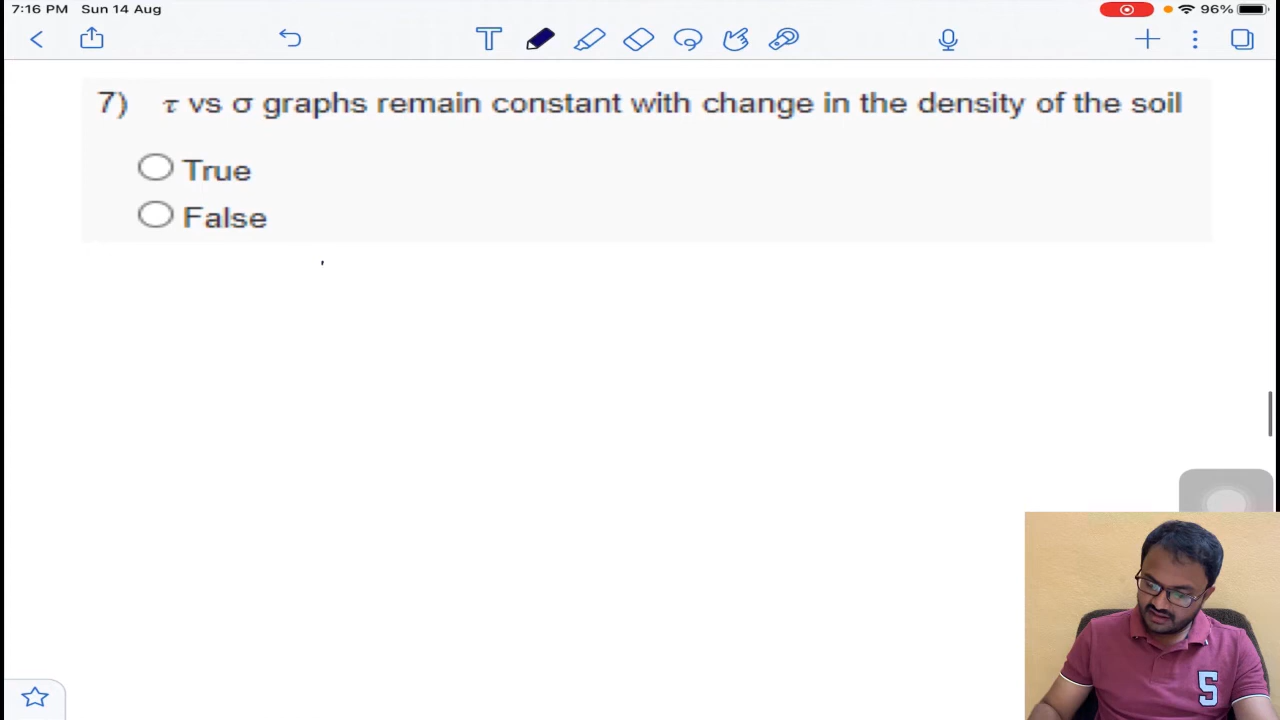 7:16 PM Sun 14 Aug
96%
T
7) τ vs σ graphs remain constant with change in the density of the soil
True
False
S